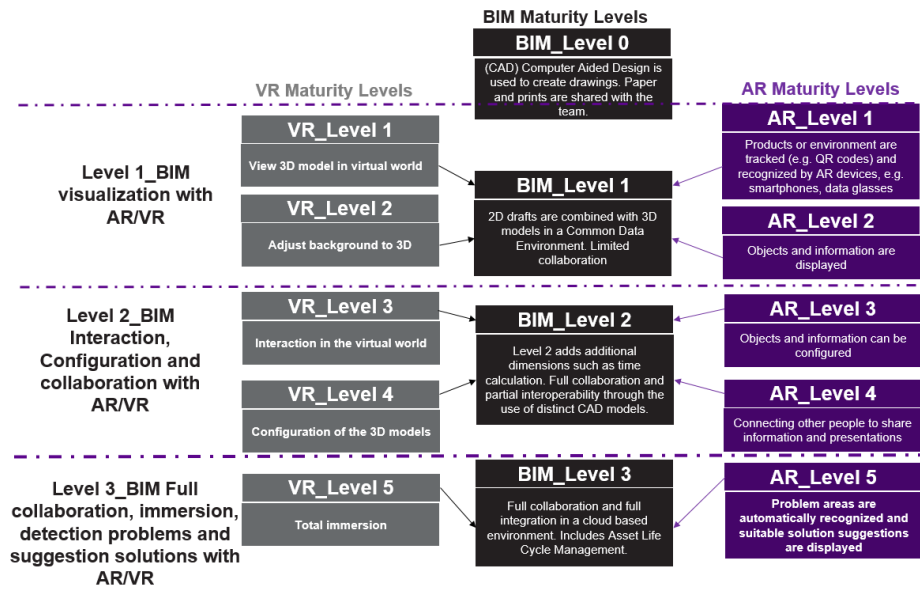 BIM Maturity Levels
BIM_Level 0
(CAD) Computer Aided Design is
used to create drawings. Paper
and prints are shared with the
team.
VR Maturity Levels
AR Maturity Levels
Level 1_BIM
visualization with
AR/VR
VR_Level 1
View 3D model in virtual world
VR_Level 2
Adjust background to 3D
BIM_Level 1
2D drafts are combined with 3D
models in a Common Data
Environment. Limited
collaboration
AR_Level 1
Products or environment are
tracked (e.g. QR codes) and
recognized by AR devices, e.g.
smartphones, data glasses
AR_Level 2
Objects and information are
displayed
Level 2_BIM
Interaction,
Configuration and
collaboration with
AR/VR
VR_Level 3
Interaction in the virtual world
VR_Level 4
Configuration of the 3D models
BIM_Level 2
Level 2 adds additional
dimensions such as time
calculation. Full collaboration and
partial interoperability through the
use of distinct CAD models.
AR_Level 3
Objects and information can be
configured
AR_Level 4
Connecting other people to share
information and presentations
Level 3_BIM Full
collaboration, immersion,
detection problems and
suggestion solutions with
AR/VR
VR_Level 5
Total immersion
BIM_Level 3
Full collaboration and full
integration in a cloud based
environment. Includes Asset Life
Cycle Management.
AR_Level 5
Problem areas are
automatically recognized and
suitable solution suggestions
are displayed